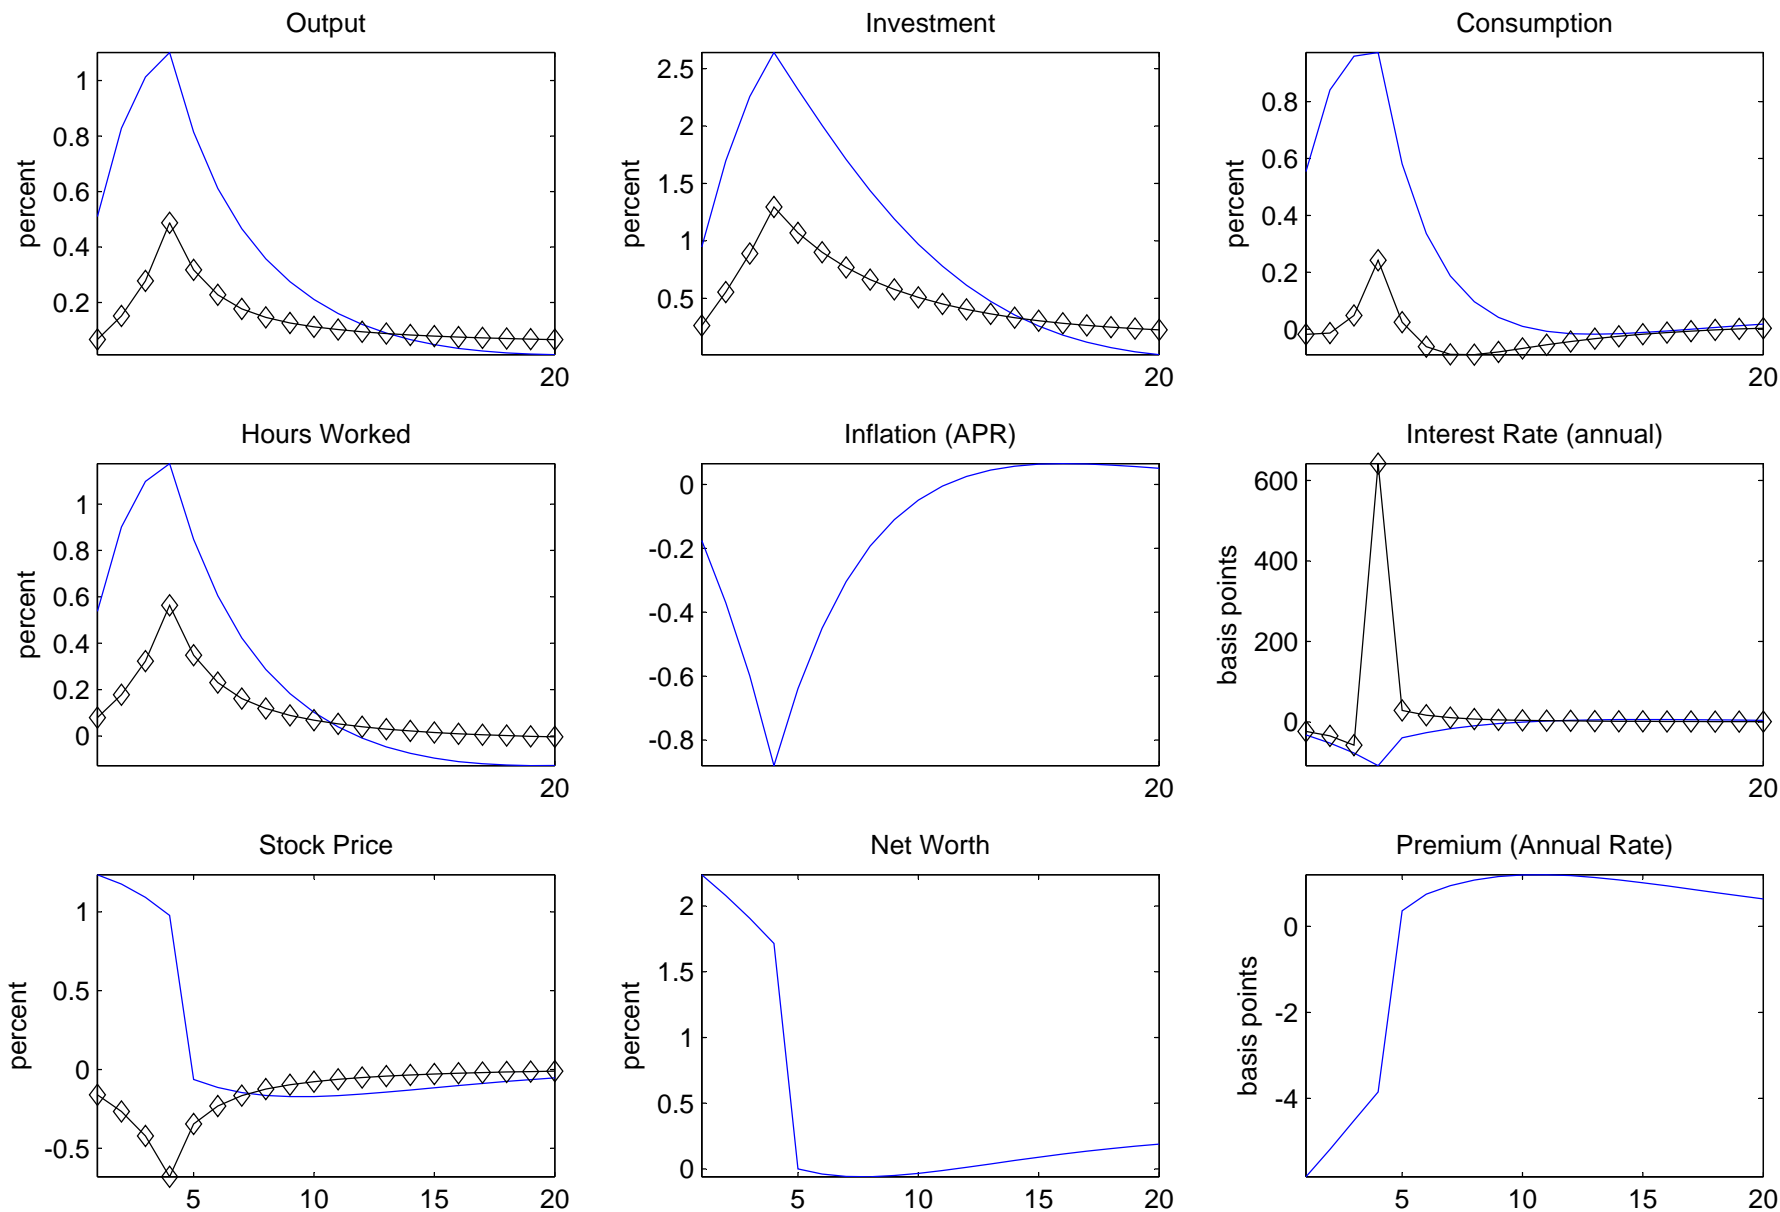 Output
percent
1
0.8
0.6
0.4
0.2
20
Investment
percent
2.5
2
1.5
1
0.5
20
Consumption
percent
0.8
0.6
0.4
0.2
0
20
Hours Worked
percent
1
0.8
0.6
0.4
0.2
0
20
Inflation (APR)
0
-0.2
-0.4
-0.6
-0.8
20
Interest Rate (annual)
basis points
600
400
200
0
20
Stock Price
percent
1
0.5
0
-0.5
5 10 15 20
Net Worth
percent
2
1.5
1
0.5
0
5 10 15 20
Premium (Annual Rate)
basis points
0
-2
-4
5 10 15 20